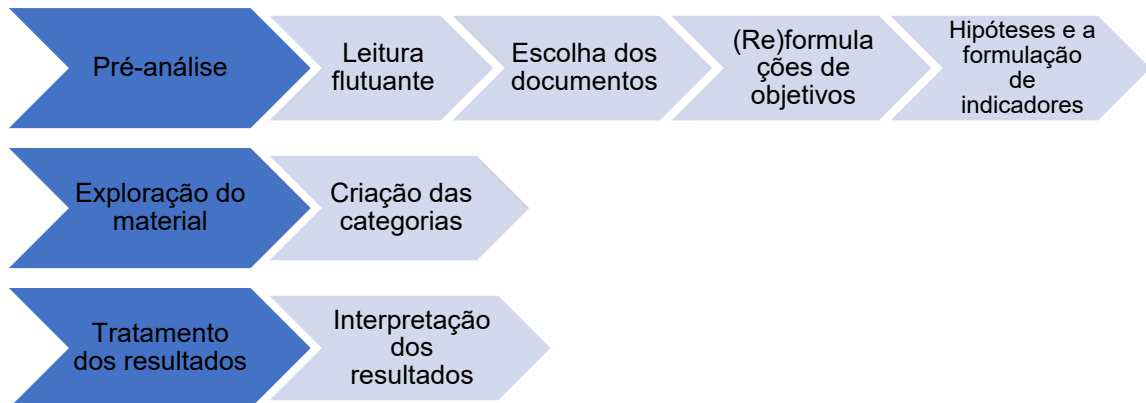 Pré-análise
Leitura
flutuante
Escolha dos
documentos
(Re)formula
ções de
objetivos
Hipóteses e a
formulação
de
indicadores
Exploração do
material
Criação das
categorias
Tratamento
dos resultados
Interpretação
dos
resultados